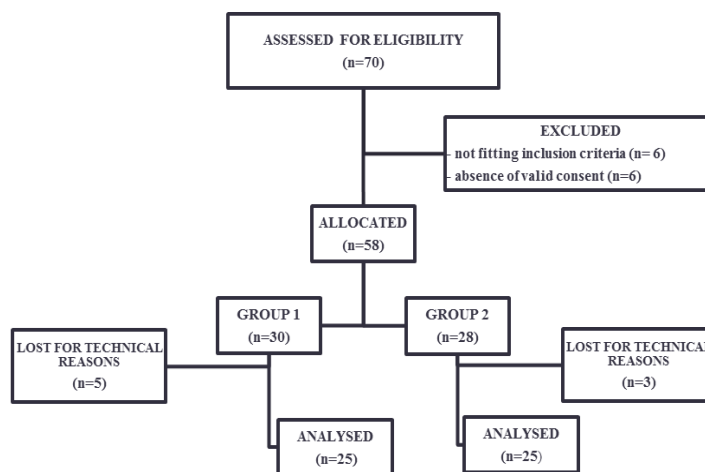 ASSESSED FOR ELIGIBILITY
(n=70)
EXCLUDED
- not fitting inclusion criteria (n= 6)
- absence of valid consent (n=6)
ALLOCATED
(n=58)
GROUP 1
(n=30)
GROUP 2
(n=28)
LOST FOR TECHNICAL
REASONS
(n=5)
LOST FOR TECHNICAL
REASONS
(n=3)
ANALYSED
(n=25)
ANALYSED
(n=25)